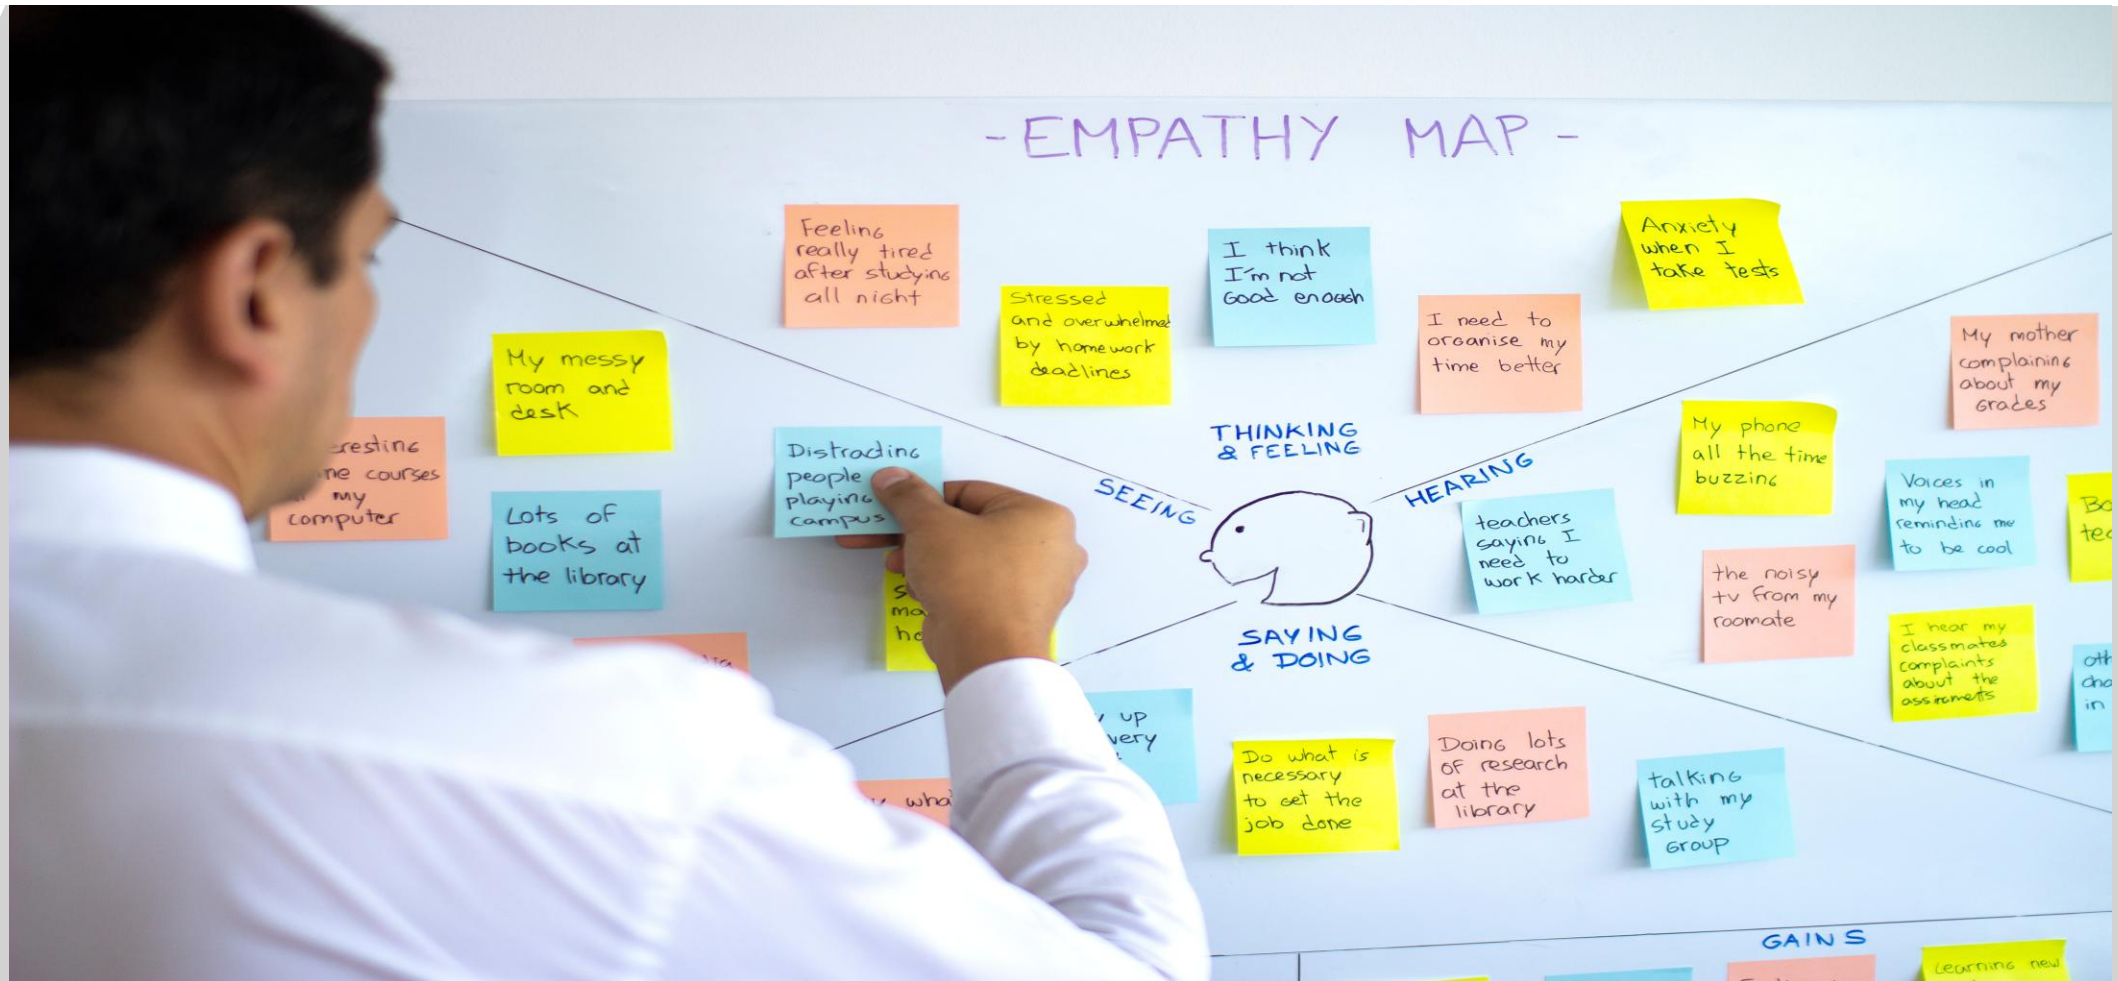 - EMPATHY MAP -
Feeling
really tired
after studying
all night
Stressed
and overwhelmed
by homework
deadlines
I think
I'm not
Good enough
I need to
organise my
time better
Anxiety
when I
take tests
THINKING
& FEELING
SEEING
My messy
room and
desk
courses
my
computer
Lots of
books at
the library
Distracting
people
playing
campus
HEARING
My mother
complaining
about my
Grades
My phone
all the time
buzzing
Voices in
my head
reminding me
to be cool
teachers
saying I
need to
work harder
the noisy
tv from my
roomate
I hear my
classmates
complaints
about the
in
SAYING
& DOING
up
Do what is
necessary
to get the
job done
Doing lots
of research
at the
library
talking
with my
study
Group
GAINS
Learning new